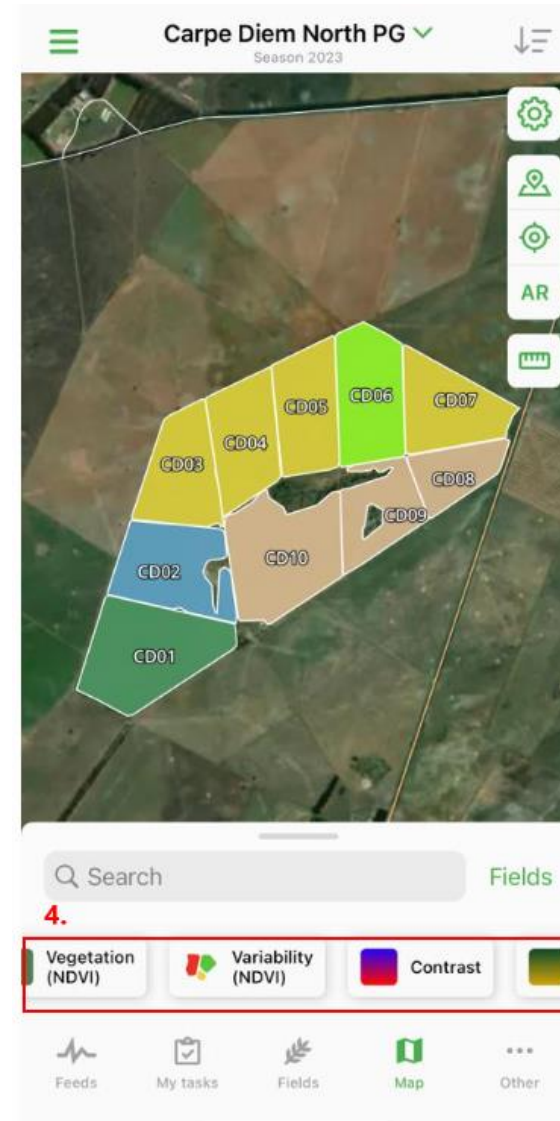 Carpe Diem North PG
Season 2023
AR
CD06
CD05
CD07
CD04
CD03
CD08
CD09
CD10
CD02
CD01
Search
Fields
4.
Vegetation
(NDVI)
Variability
(NDVI)
Contrast
Feeds
My tasks
Fields
Map
Other